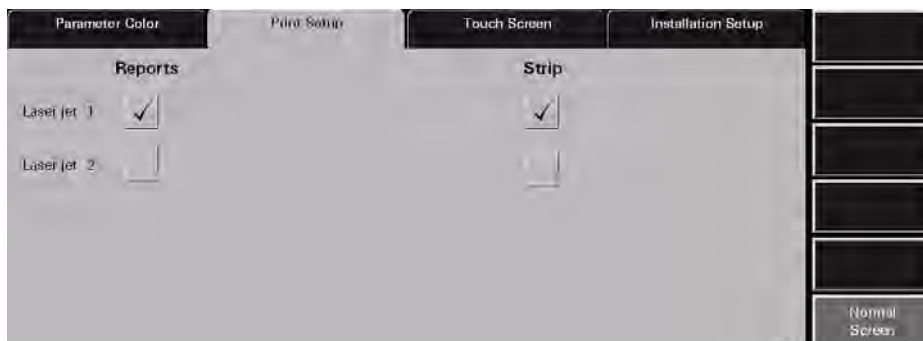 Parameter Color Print Setup Touch Screen Installation Setup
Reports Strip
Laser jet 1
Laser jet 2
Normal
Screen